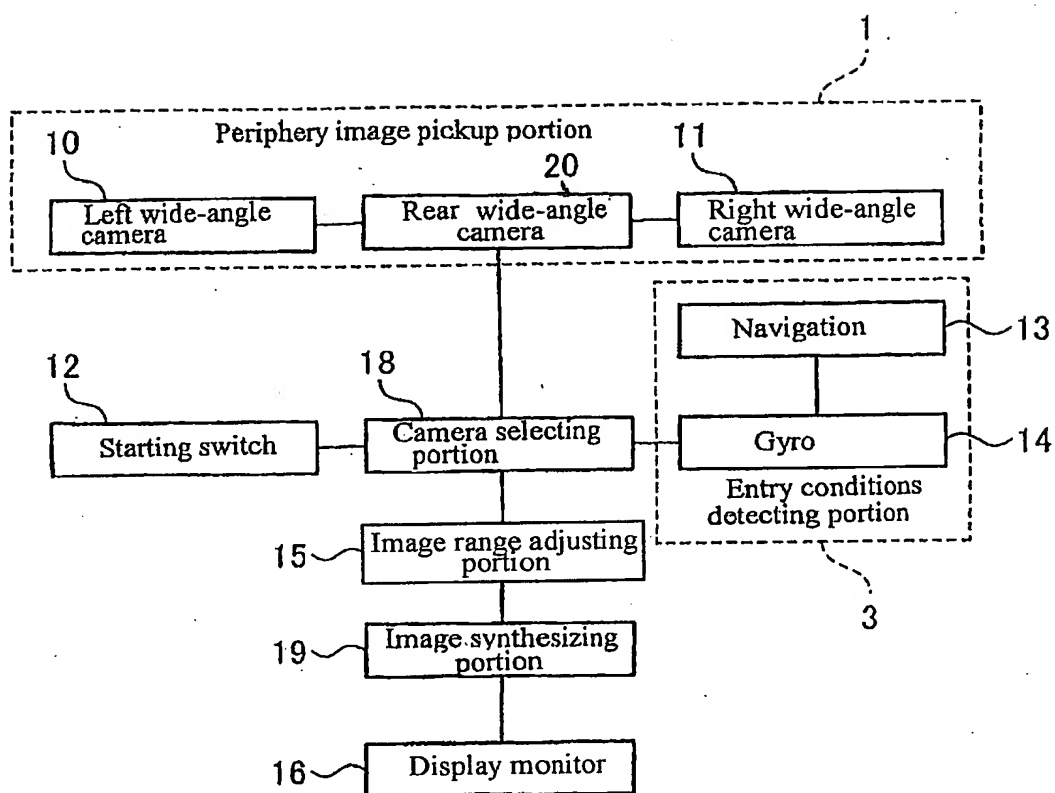 1
Periphery image pickup portion
10
20
11
Left wide-angle
camera
Rear wide-angle
camera
Right wide-angle
camera
Navigation
13
12
18
Starting switch
Camera selecting
portion
Gyro
14
Entry conditions
detecting portion
15
Image range adjusting
portion
3
19
Image synthesizing
portion
16
Display monitor